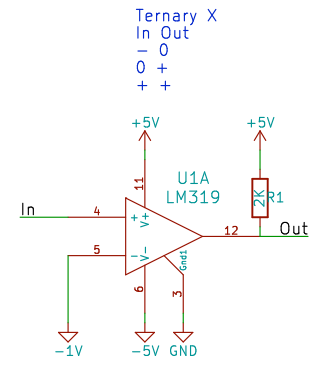 Ternary X
In Out
- 0
0 +
+ +
+5V
+5V
11
U1A
LM319
V+
2K
R1
In
4
+
12
Out
5
-
V-
Gnd1
6
3
-1V
-5V
GND